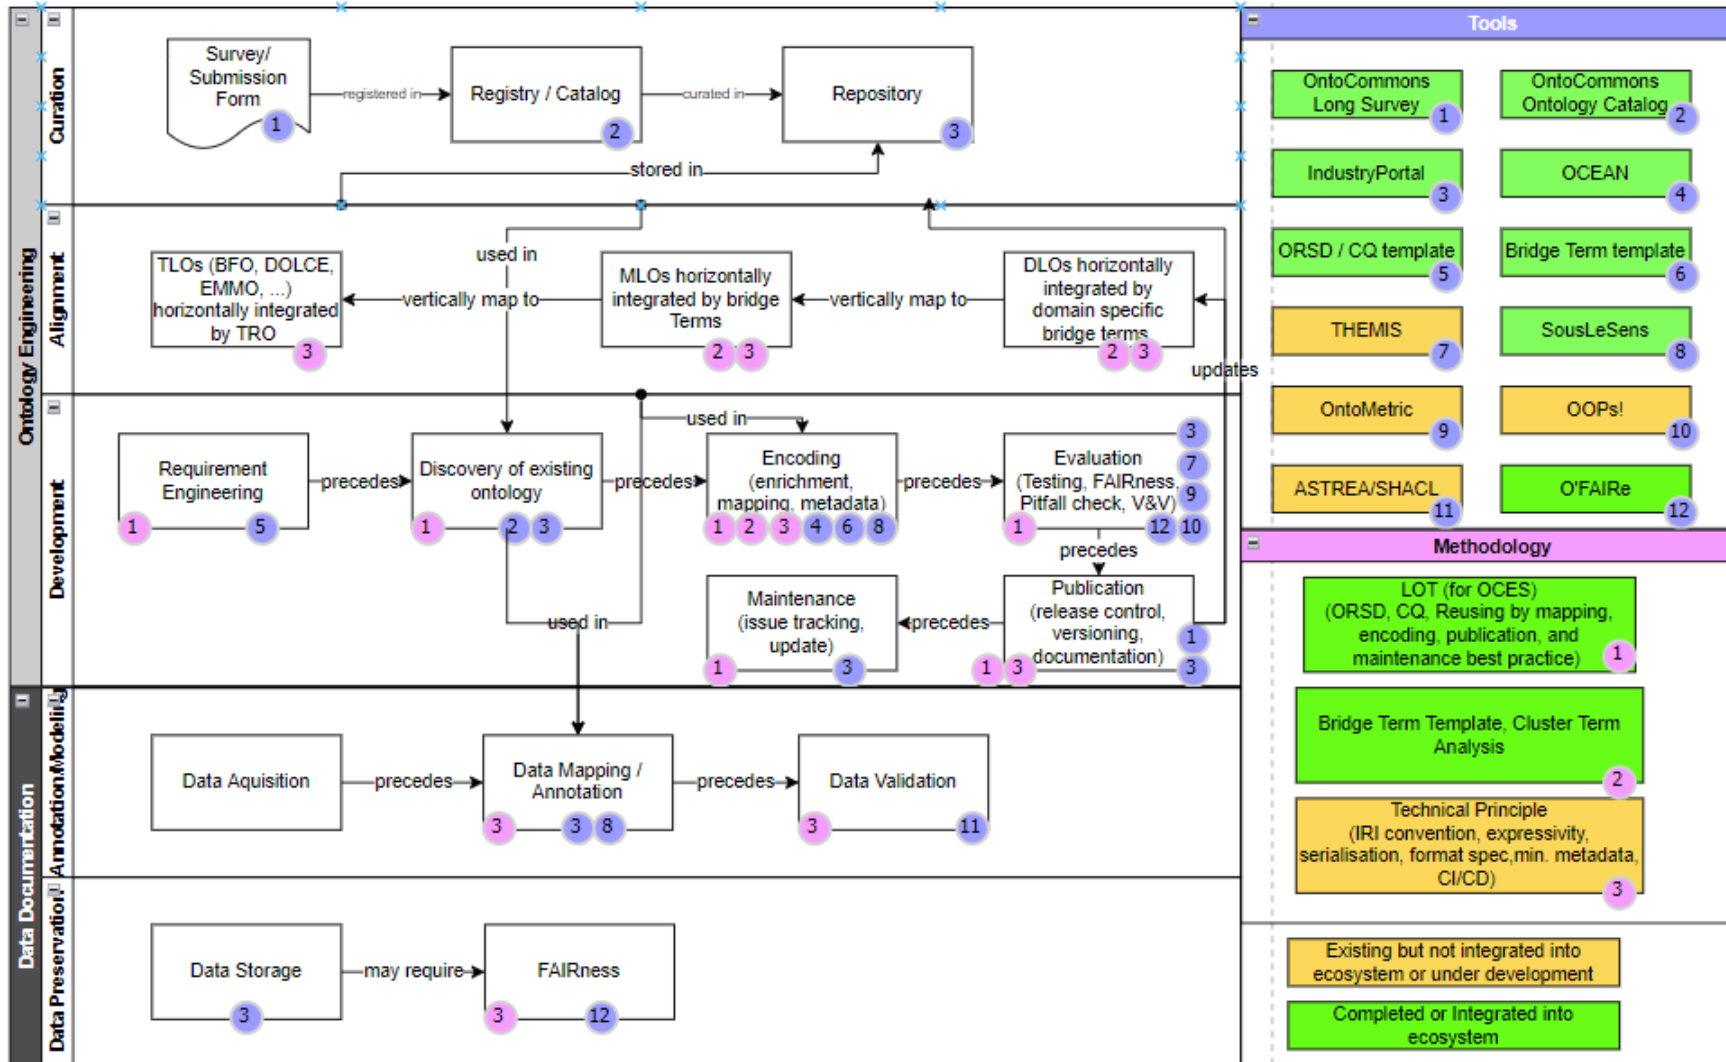 Ontology Engineering
Curation
Survey/
Submission
Form
1
registered in
Registry / Catalog
2
curated in
Repository
3
stored in
Alignment
used in
TLOs (BFO, DOLCE,
EMMO, ...)
horizontally integrated
by TRO
3
vertically map to
MLOs horizontally
integrated by bridge
Terms
2 3
vertically map to
DLOs horizontally
integrated by
domain specific
bridge terms
2 3
updates
Development
Requirement
Engineering
1 5
precedes
Discovery of existing
ontology
1 2 3
precedes
used in
Encoding
(enrichment,
mapping, metadata)
1 2 3 4 6 8
precedes
Evaluation
(Testing, FAIRness,
Pitfall check, V&V)
3
7
9
1 12 10
precedes
Publication
(release control,
versioning,
documentation)
1
1 3 3
precedes
Maintenance
(issue tracking,
update)
1 3
used in
Data Documentation
Annotation/Modeling
Data Aquisition
precedes
Data Mapping /
Annotation
3 3 8
precedes
Data Validation
3 11
Data Preservation
Data Storage
3
may require
FAIRness
3 12
Tools
OntoCommons
Long Survey
1
OntoCommons
Ontology Catalog
2
IndustryPortal
3
OCEAN
4
ORSD / CQ template
5
Bridge Term template
6
THEMIS
7
SousLeSens
8
OntoMetric
9
OOPs!
10
ASTREA/SHACL
11
O'FAIRe
12
Methodology
LOT (for OCES)
(ORSD, CQ, Reusing by mapping,
encoding, publication, and
maintenance best practice)
1
Bridge Term Template, Cluster Term
Analysis
2
Technical Principle
(IRI convention, expressivity,
serialisation, format spec,min. metadata,
CI/CD)
3
Existing but not integrated into
ecosystem or under development
Completed or Integrated into
ecosystem